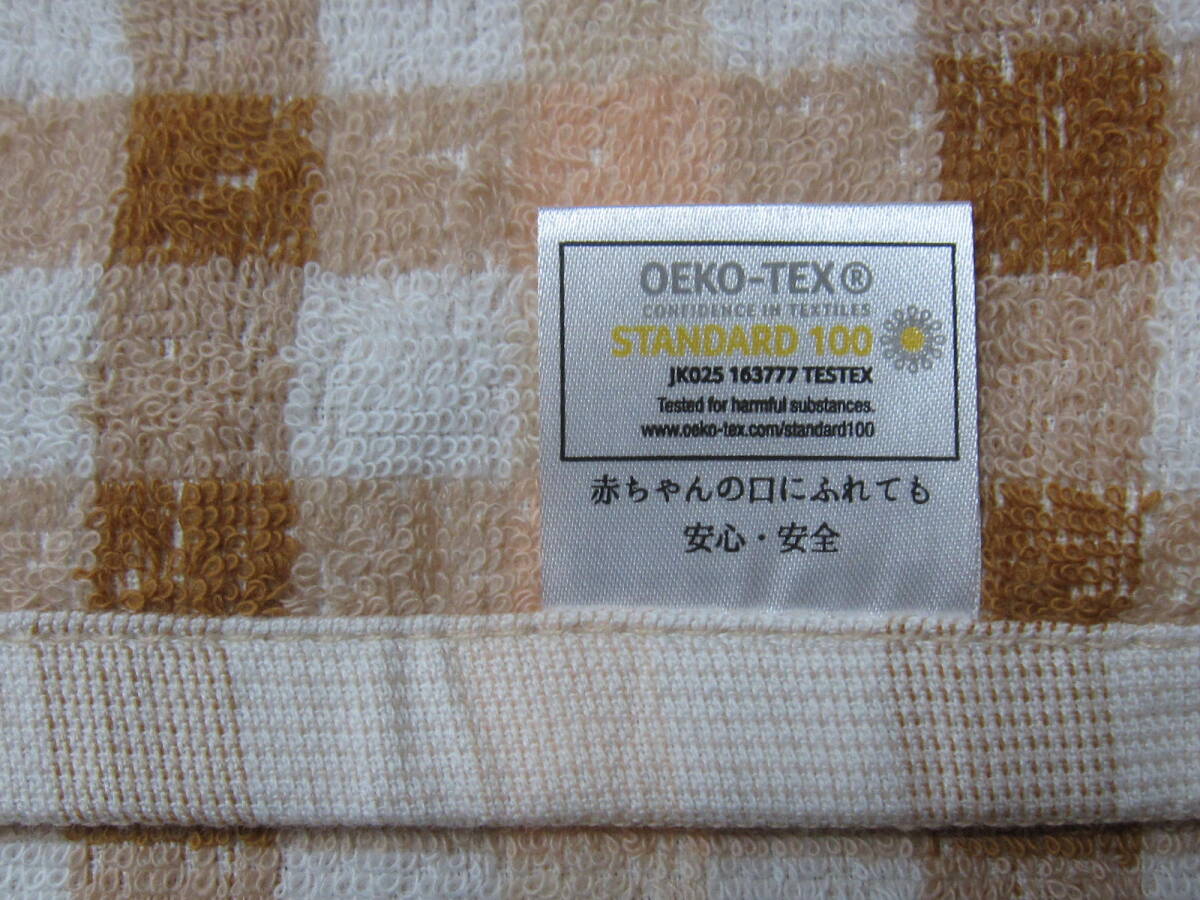 OEKO-TEX®
CONFIDENCE IN TEXTILES
STANDARD 100
JK025 163777 TESTEX
Tested for harmful substances.
www.oeko-tex.com/standard100
赤ちゃんの口にふれても
安心・安全